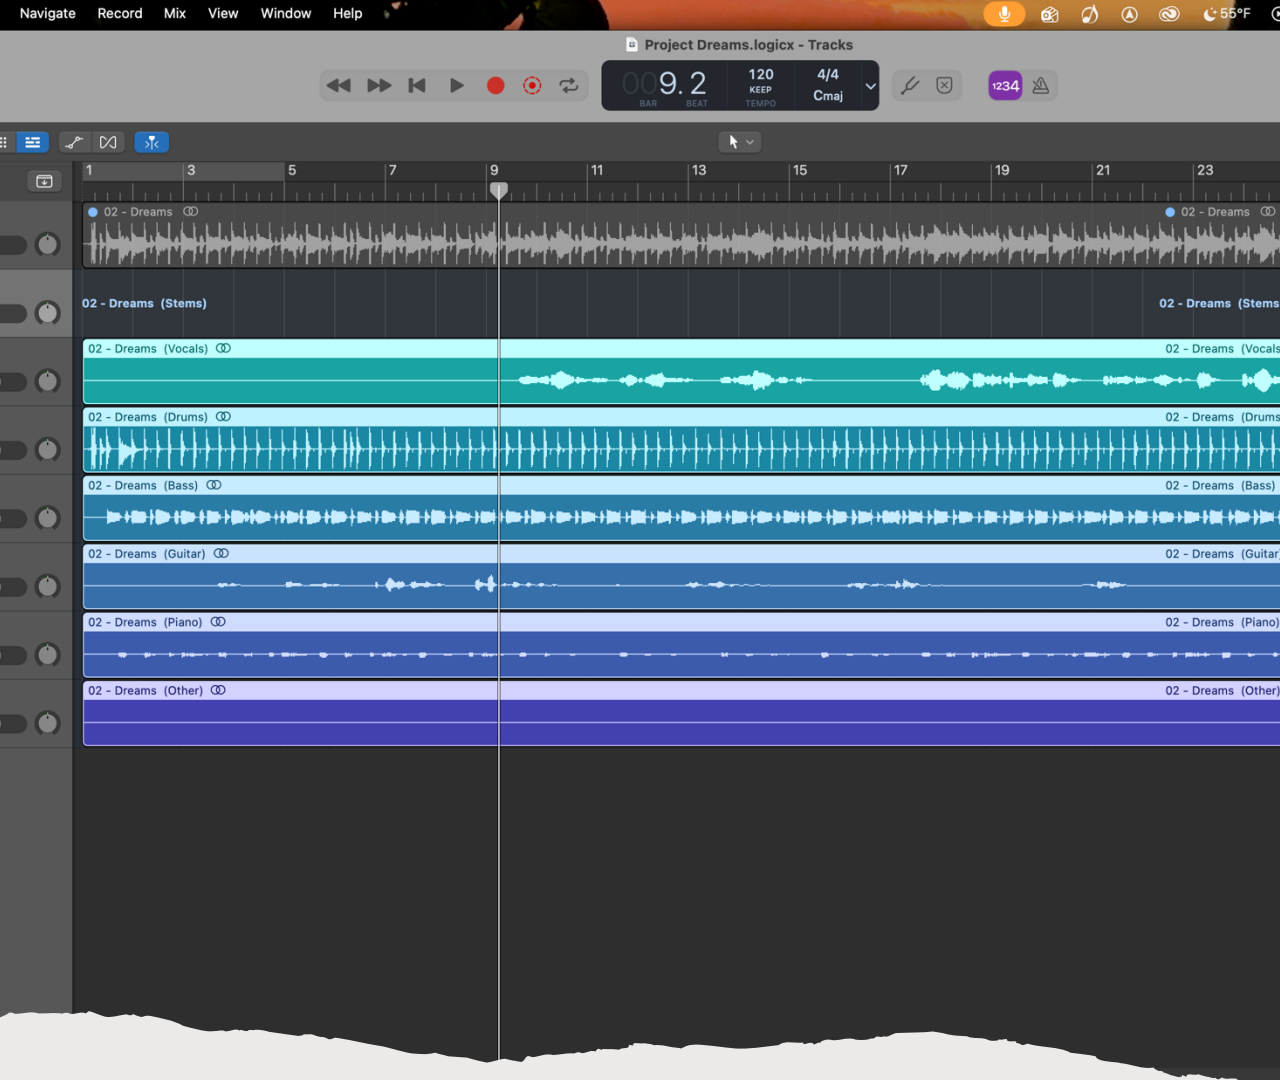 Navigate Record Mix View Window Help 55°F
Project Dreams.logicx - Tracks
009.2 120 4/4
KEEP Cmaj
BAR BEAT TEMPO
1234
1 3 5 7 9 11 13 15 17 19 21 23
02 - Dreams 02 - Dreams
02 - Dreams (Stems) 02 - Dreams (Stems
02 - Dreams (Vocals) 02 - Dreams (Vocals
02 - Dreams (Drums) 02 - Dreams (Drums
02 - Dreams (Bass) 02 - Dreams (Bass)
02 - Dreams (Guitar) 02 - Dreams (Guitar
02 - Dreams (Piano) 02 - Dreams (Piano)
02 - Dreams (Other) 02 - Dreams (Other)